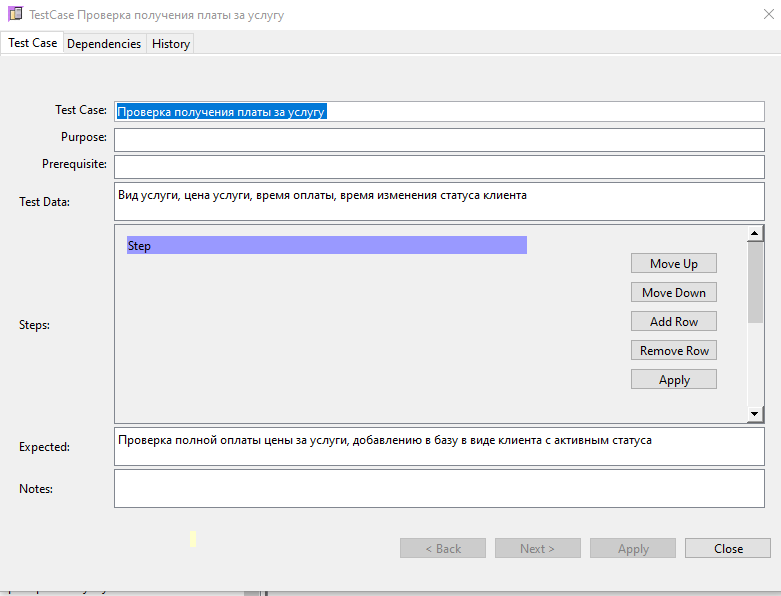 TestCase Проверка получения платы за услугу
Test Case Dependencies History
Test Case: Проверка получения платы за услугу
Purpose:
Prerequisite:
Test Data: Вид услуги, цена услуги, время оплаты, время изменения статуса клиента
Step
Move Up
Move Down
Add Row
Steps:
Remove Row
Apply
Expected: Проверка полной оплаты цены за услуги, добавлению в базу в виде клиента с активным статуса
Notes:
< Back Next > Apply Close